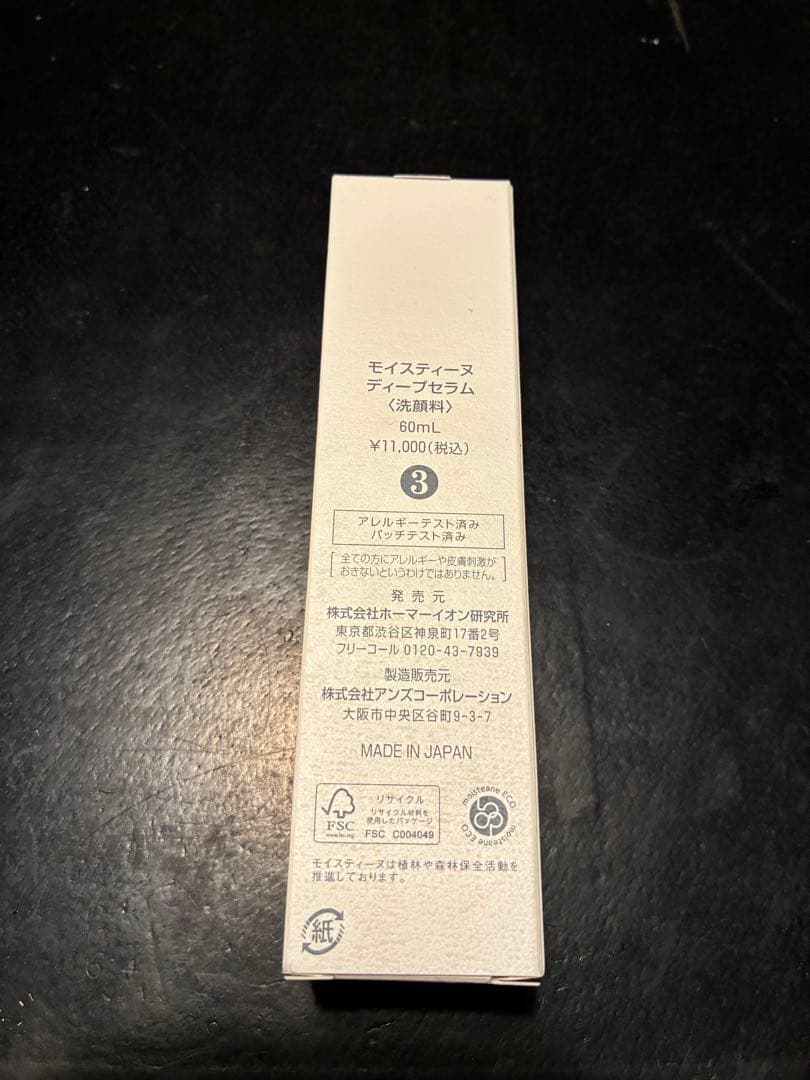 モイスティーヌ
ディープセラム
〈洗顔料〉
60mL
¥11,000(税込)
3
アレルギーテスト済み
パッチテスト済み
全ての方にアレルギーや皮膚刺激が
おきないというわけではありません。
発売元
株式会社ホーマーイオン研究所
東京都渋谷区神泉町17番2号
フリーコール 0120-43-7939
製造販売元
株式会社アンズコーポレーション
大阪市中央区谷町9-3-7
MADE IN JAPAN
FSC
www.fsc.org
リサイクル
リサイクル材料を
使用したパッケージ
FSC C004049
moisteane ECO
LOOP
moisteane ECO
モイスティーヌは植林や森林保全活動を
推進しております。
紙